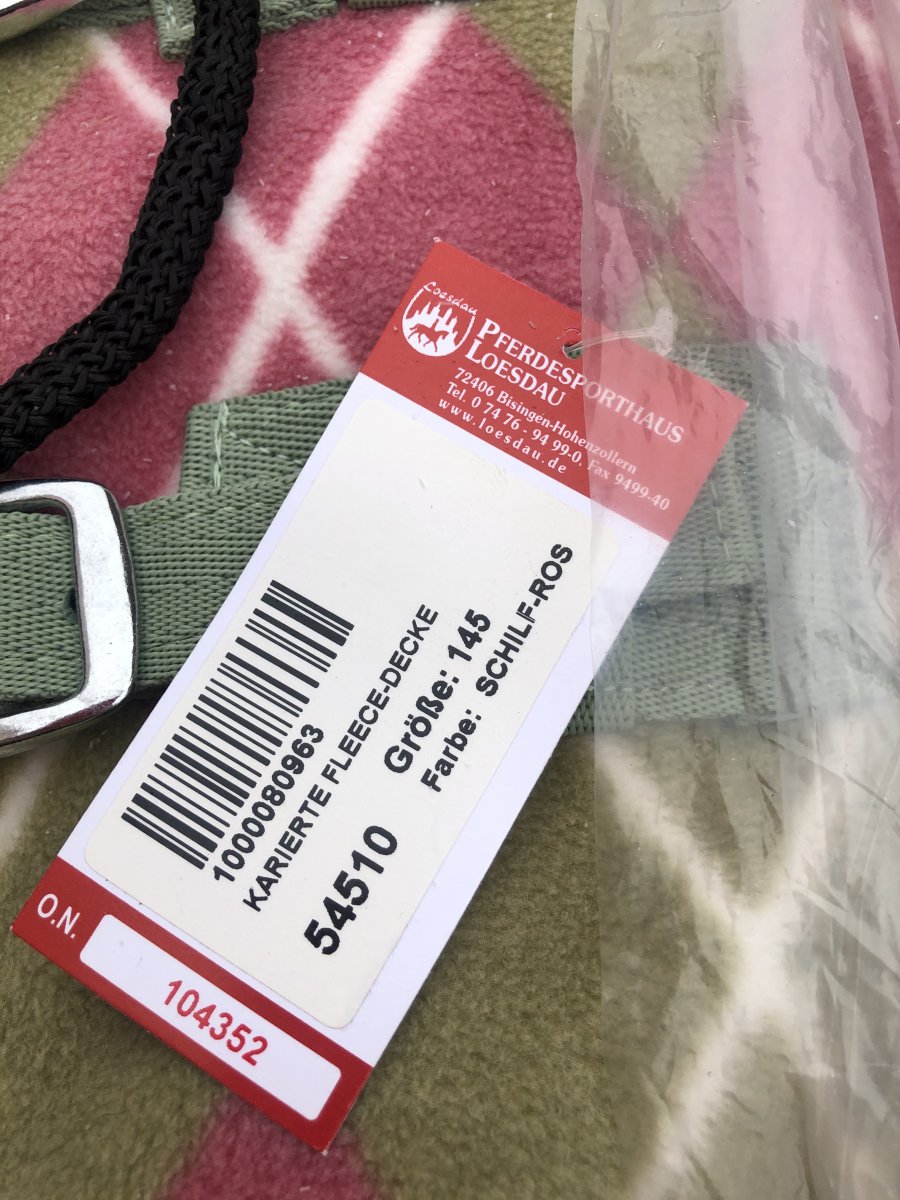 Loesdau
PFERDESPORTHAUS
LOESDAU
72406 Bisingen-Hohenzollern
Tel. 0 74 76 - 94 99-0, Fax 9499-40
www.loesdau.de
1000080963
KARIERTE FLEECE-DECKE
Größe: 145
Farbe: SCHILF-ROS
54510
O.N.
104352